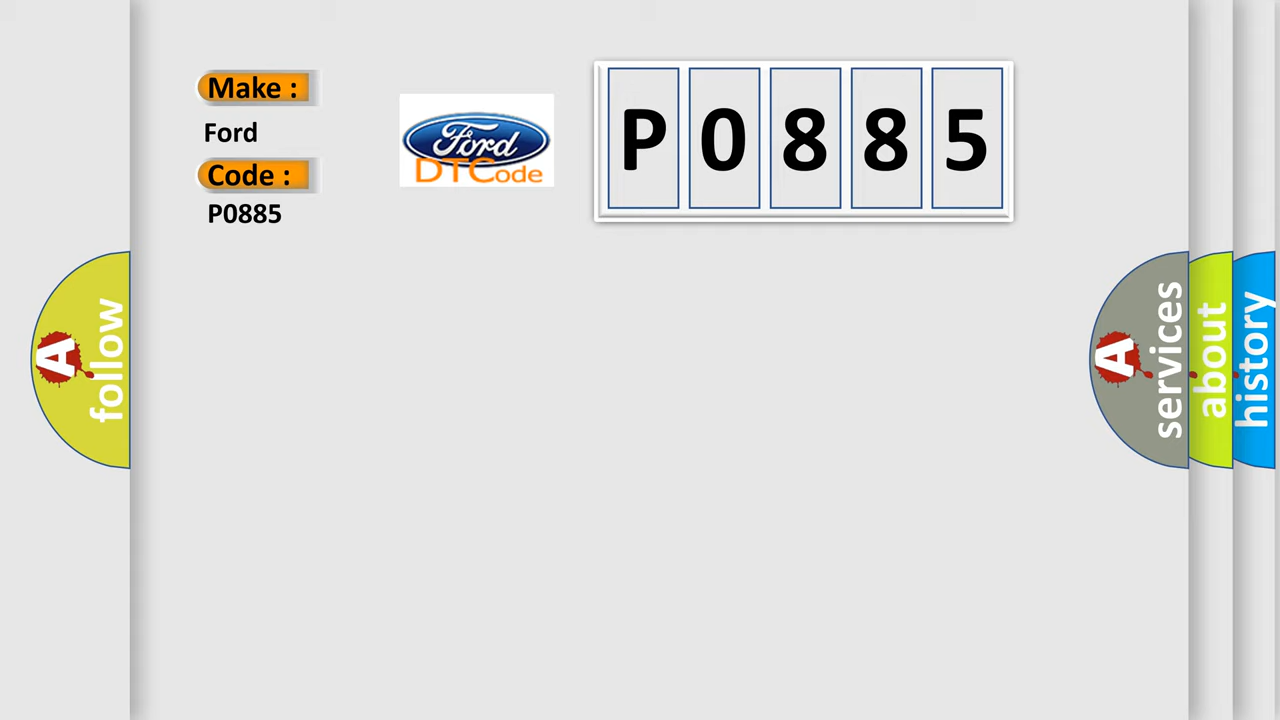 Make :
Ford
Code :
P0885
Ford
DTCode
P0885
A follow
A services
about
history